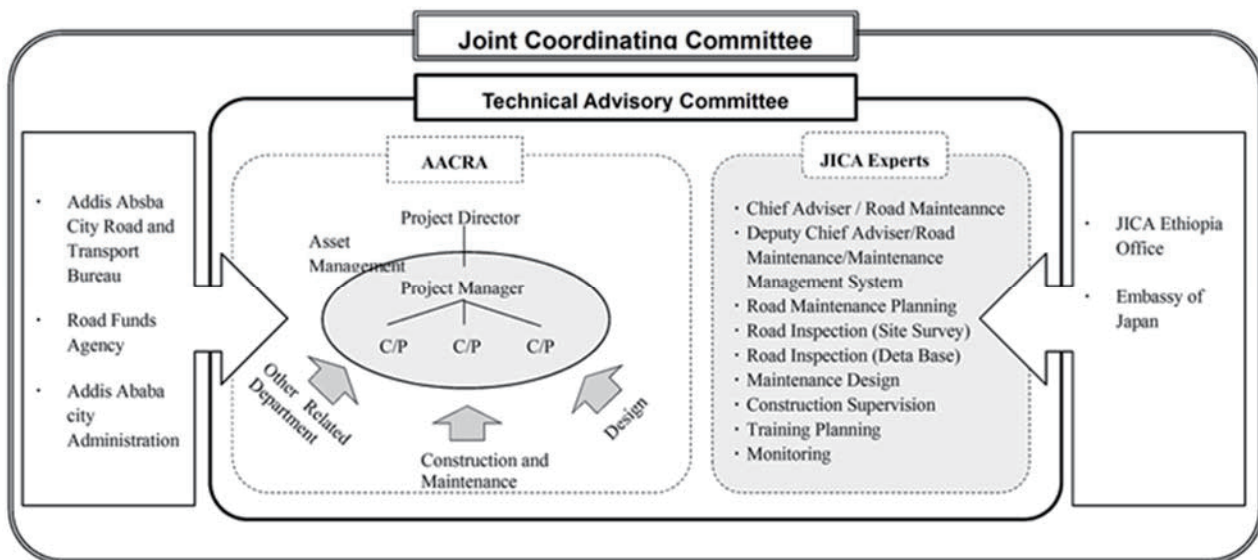 Joint Coordinating Committee
Technical Advisory Committee
・ Addis Absba
City Road and
Transport
Bureau
・ Road Funds
Agency
・ Addis Ababa
city
Administration
AACRA
Project Director
Asset
Management
Project Manager
C/P C/P C/P
Other Related
Department
Construction and
Maintenance
Design
JICA Experts
・Chief Adviser / Road Mainteannce
・Deputy Chief Adviser/Road
Maintenance/Maintenance
Management System
・Road Maintenance Planning
・Road Inspection (Site Survey)
・Road Inspection (Deta Base)
・Maintenance Design
・Construction Supervision
・Training Planning
・Monitoring
・ JICA Ethiopia
Office
・ Embassy of
Japan